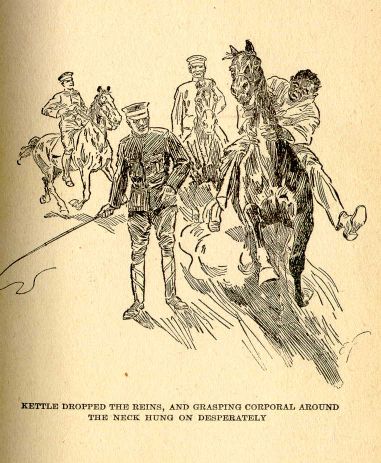 KETTLE DROPPED THE REINS, AND GRASPING CORPORAL AROUND
THE NECK HUNG ON DESPERATELY